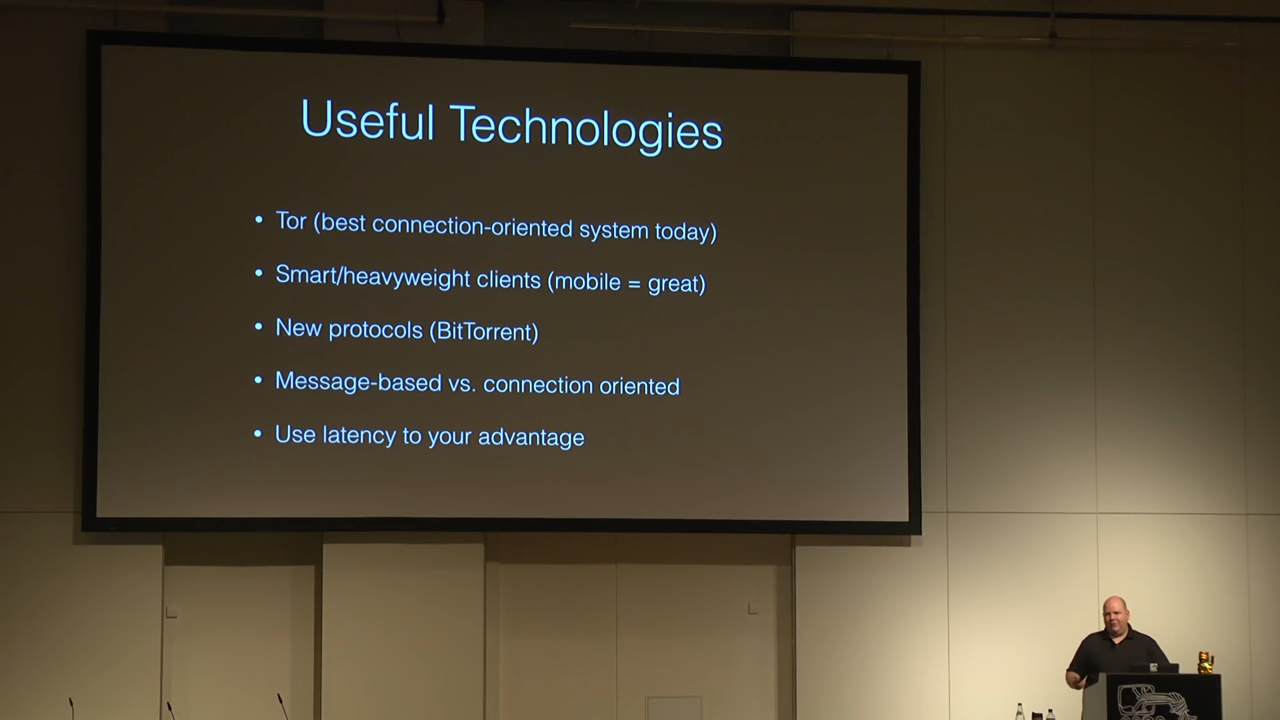 Useful Technologies
• Tor (best connection-oriented system today)
• Smart/heavyweight clients (mobile = great)
• New protocols (BitTorrent)
• Message-based vs. connection oriented
• Use latency to your advantage